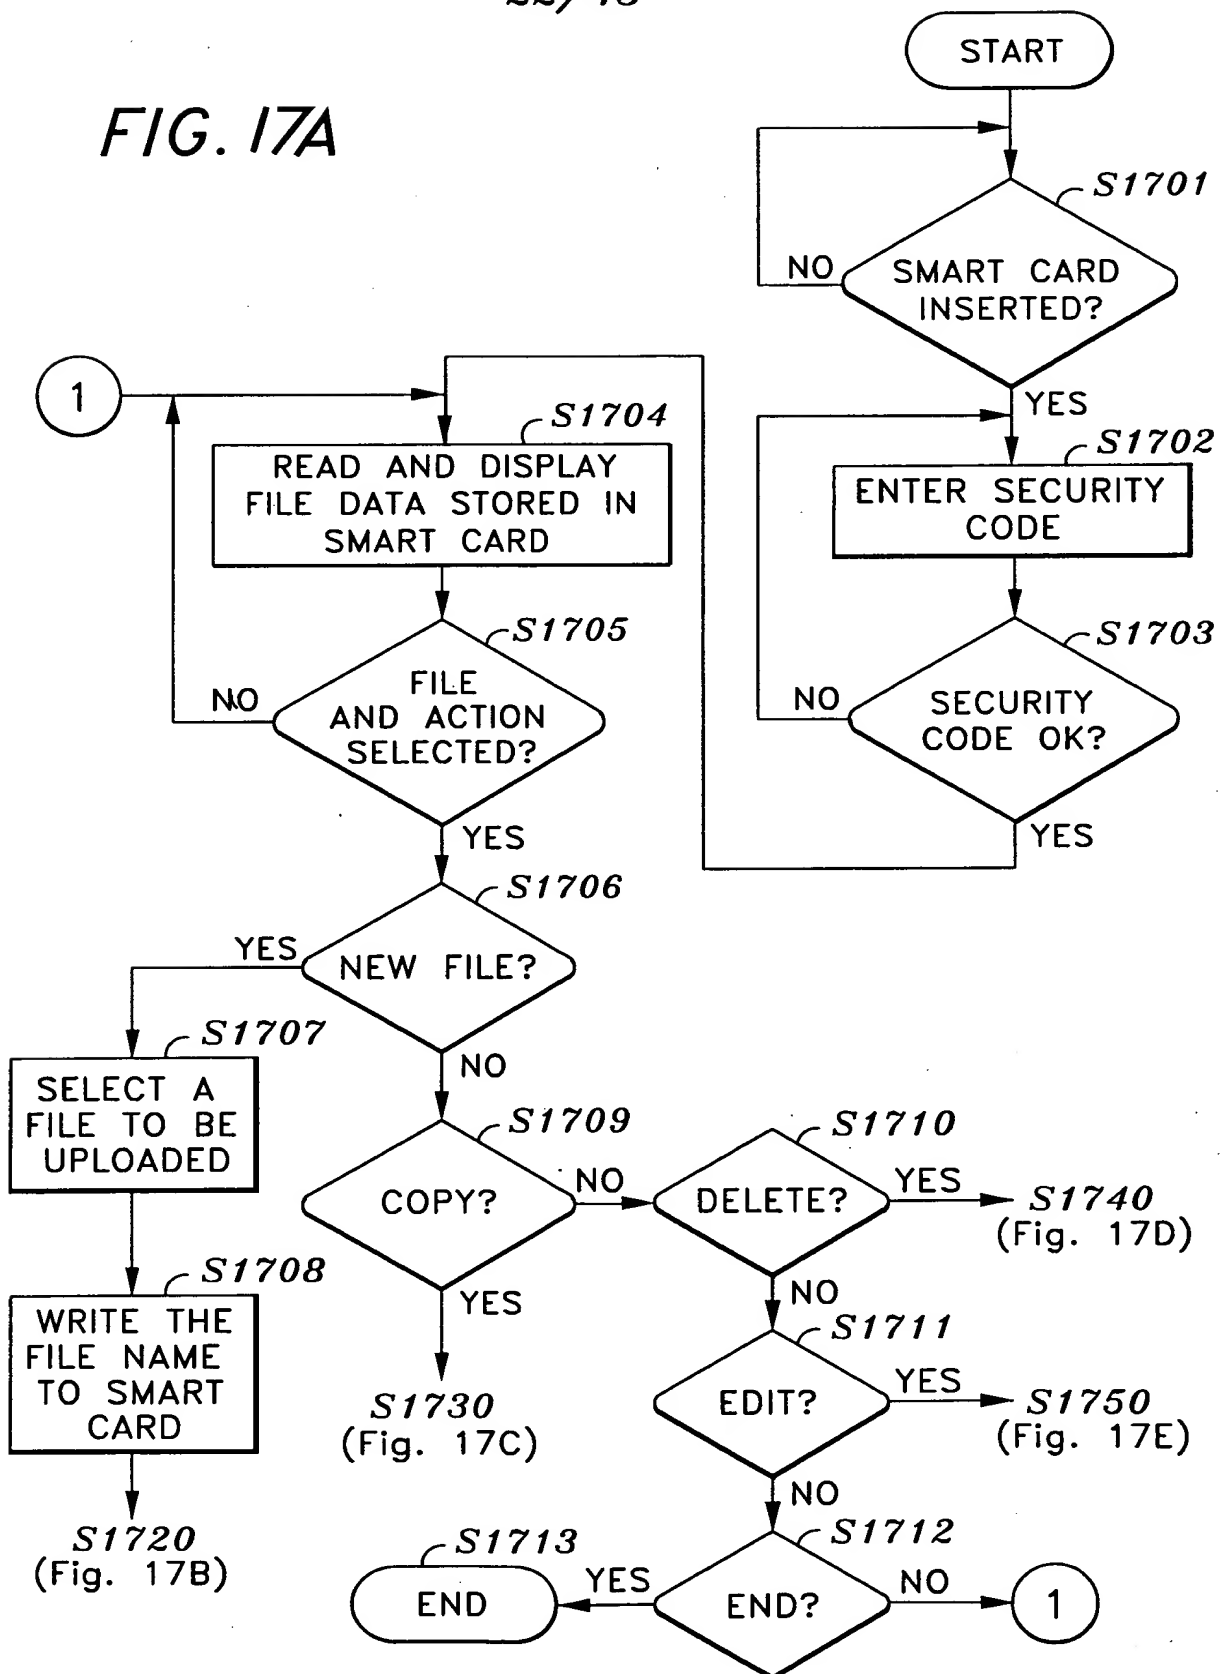 FIG. 17A
START
S1701
SMART CARD
INSERTED?
NO
YES
S1702
ENTER SECURITY
CODE
S1703
SECURITY
CODE OK?
NO
YES
1
S1704
READ AND DISPLAY
FILE DATA STORED IN
SMART CARD
S1705
FILE
AND ACTION
SELECTED?
NO
YES
S1706
NEW FILE?
YES
NO
S1707
SELECT A
FILE TO BE
UPLOADED
S1708
WRITE THE
FILE NAME
TO SMART
CARD
S1720
(Fig. 17B)
S1709
COPY?
NO
YES
S1730
(Fig. 17C)
S1710
DELETE?
YES
S1740
(Fig. 17D)
NO
S1711
EDIT?
YES
S1750
(Fig. 17E)
NO
S1712
END?
YES
S1713
END
NO
1